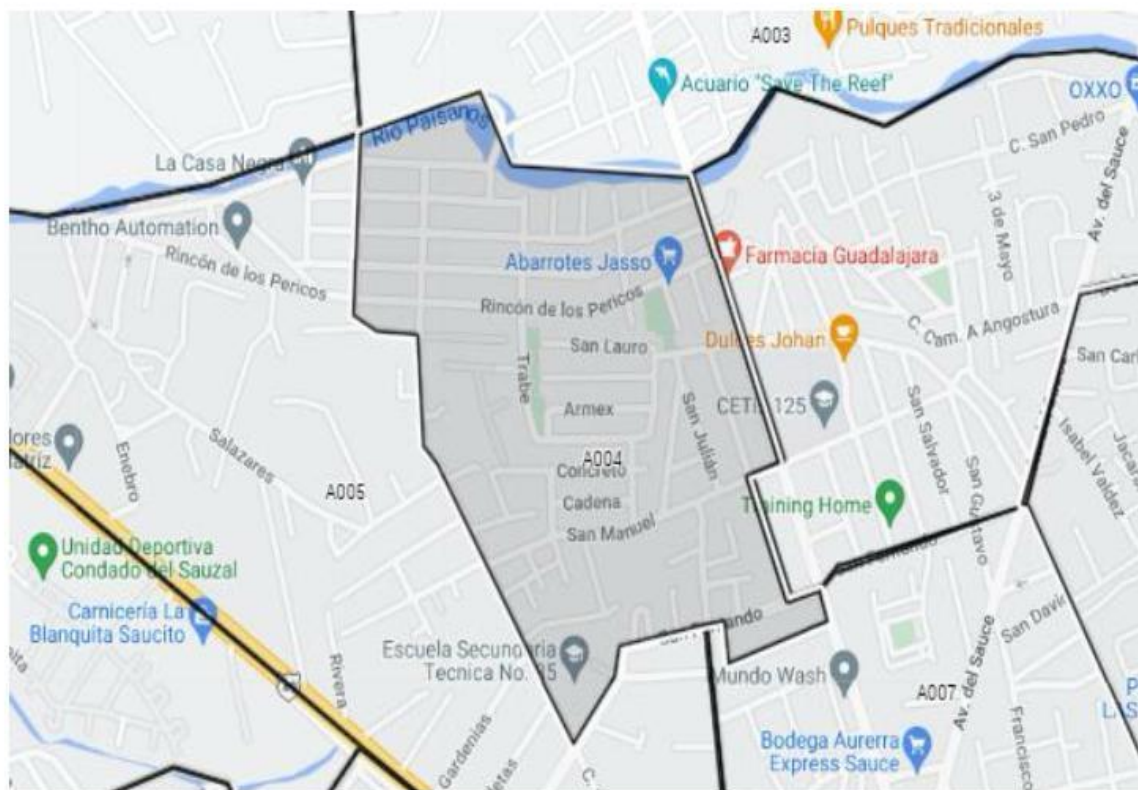 A003
Pulques Tradicionales
Acuario "Save The Reef"
OXXO
Río Paisanos
C. San Pedro
La Casa Negra
Av. del Sauce
3 de Mayo
Bentho Automation
Rincón de los Pericos
Abarrotes Jasso
Farmacia Guadalajara
Rincón de los Pericos
C. Cam. A Angostura
San Lauro
Dulces Johan
San Car
Trabe
Armex
San Julián
CETIS 125
San Salvador
Isabel Valdez
Enebro
Salazares
A004
Concreto
A005
Cadena
San Gustavo
San Manuel
Training Home
Unidad Deportiva
Condado del Sauzal
Carnicería La
Blanquita Saucito
San David
Escuela Secundaria
Tecnica No. 35
Rivera
Mundo Wash
A007
Av. del Sauce
Gardenias
Bodega Aurerra
Express Sauce
Francisco